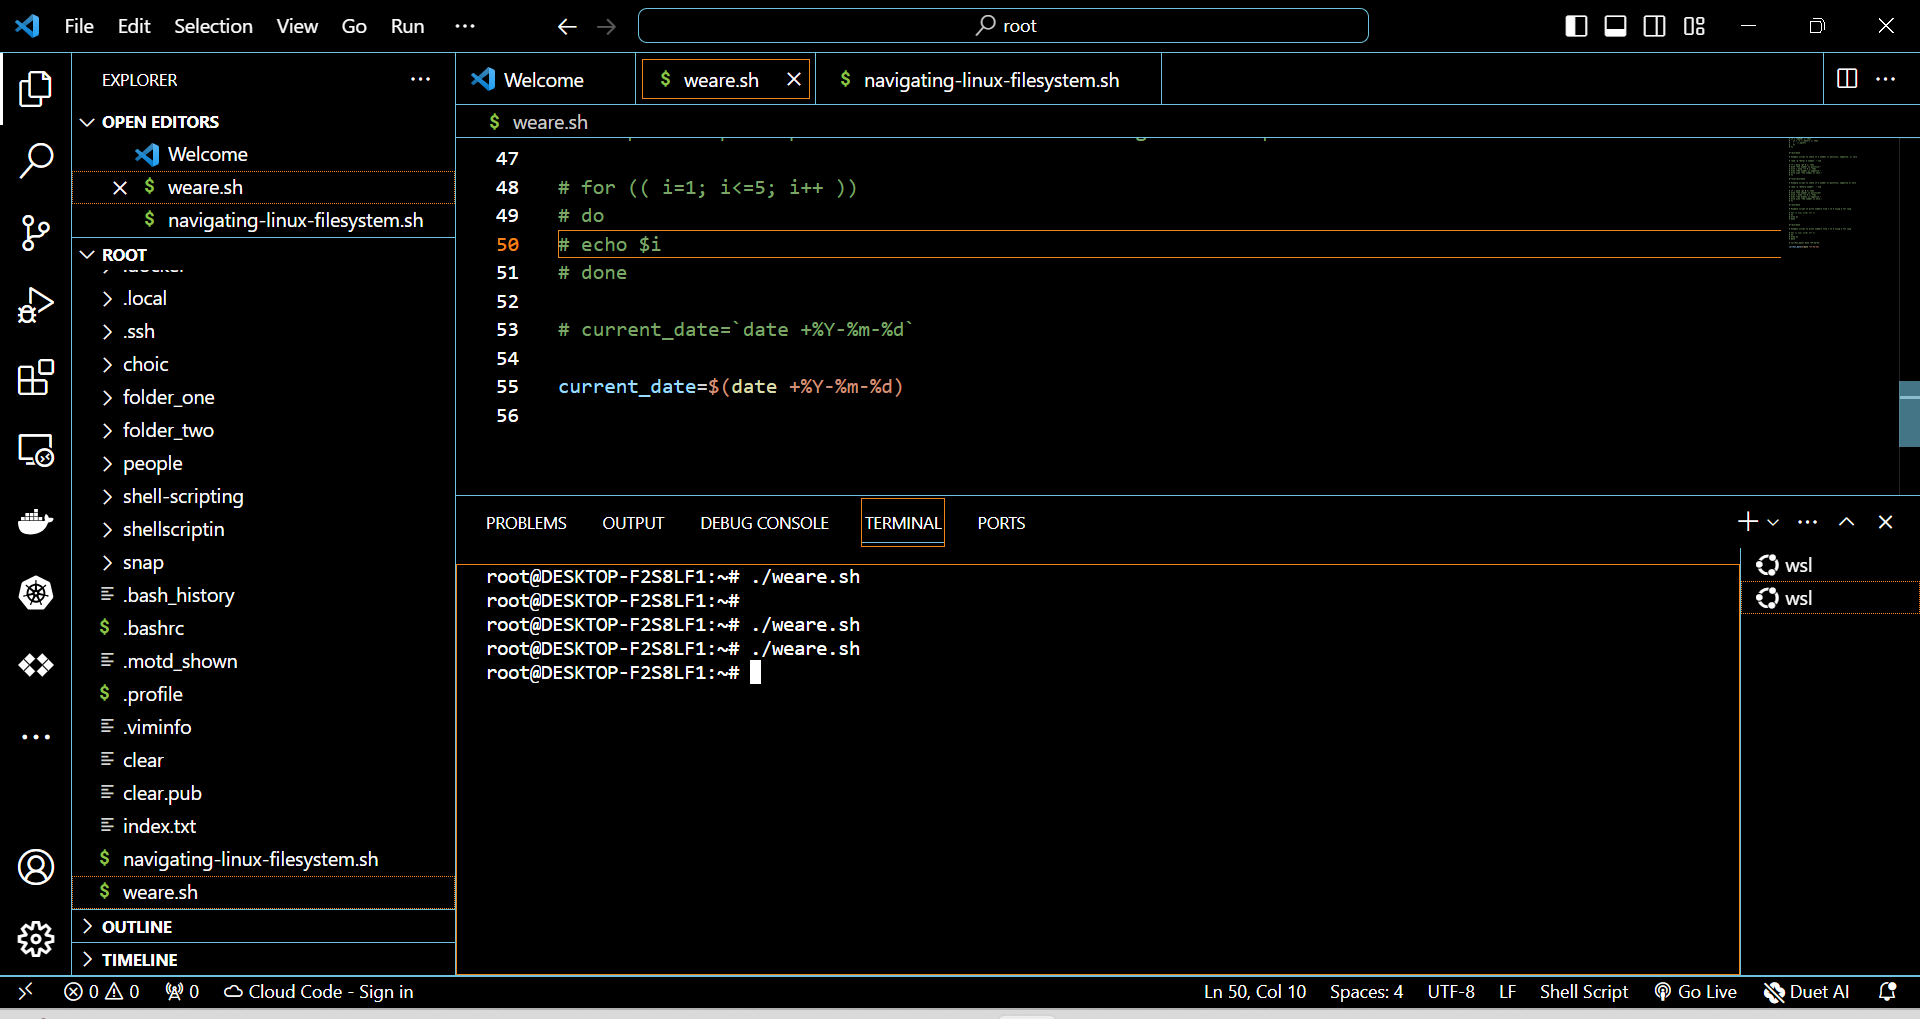 File Edit Selection View Go Run ···
root
EXPLORER
OPEN EDITORS
Welcome
$ weare.sh
$ navigating-linux-filesystem.sh
ROOT
.local
.ssh
choic
folder_one
folder_two
people
shell-scripting
shellscriptin
snap
.bash_history
$ .bashrc
.motd_shown
$ .profile
.viminfo
clear
clear.pub
index.txt
$ navigating-linux-filesystem.sh
$ weare.sh
OUTLINE
TIMELINE
Welcome $ weare.sh $ navigating-linux-filesystem.sh
$ weare.sh
47
48 # for (( i=1; i<=5; i++ ))
49 # do
50 # echo $i
51 # done
52
53 # current_date=`date +%Y-%m-%d`
54
55 current_date=$(date +%Y-%m-%d)
56
PROBLEMS OUTPUT DEBUG CONSOLE TERMINAL PORTS
root@DESKTOP-F2S8LF1:~# ./weare.sh
root@DESKTOP-F2S8LF1:~#
root@DESKTOP-F2S8LF1:~# ./weare.sh
root@DESKTOP-F2S8LF1:~# ./weare.sh
root@DESKTOP-F2S8LF1:~#
wsl
wsl
0 0 0 Cloud Code - Sign in Ln 50, Col 10 Spaces: 4 UTF-8 LF Shell Script Go Live Duet AI